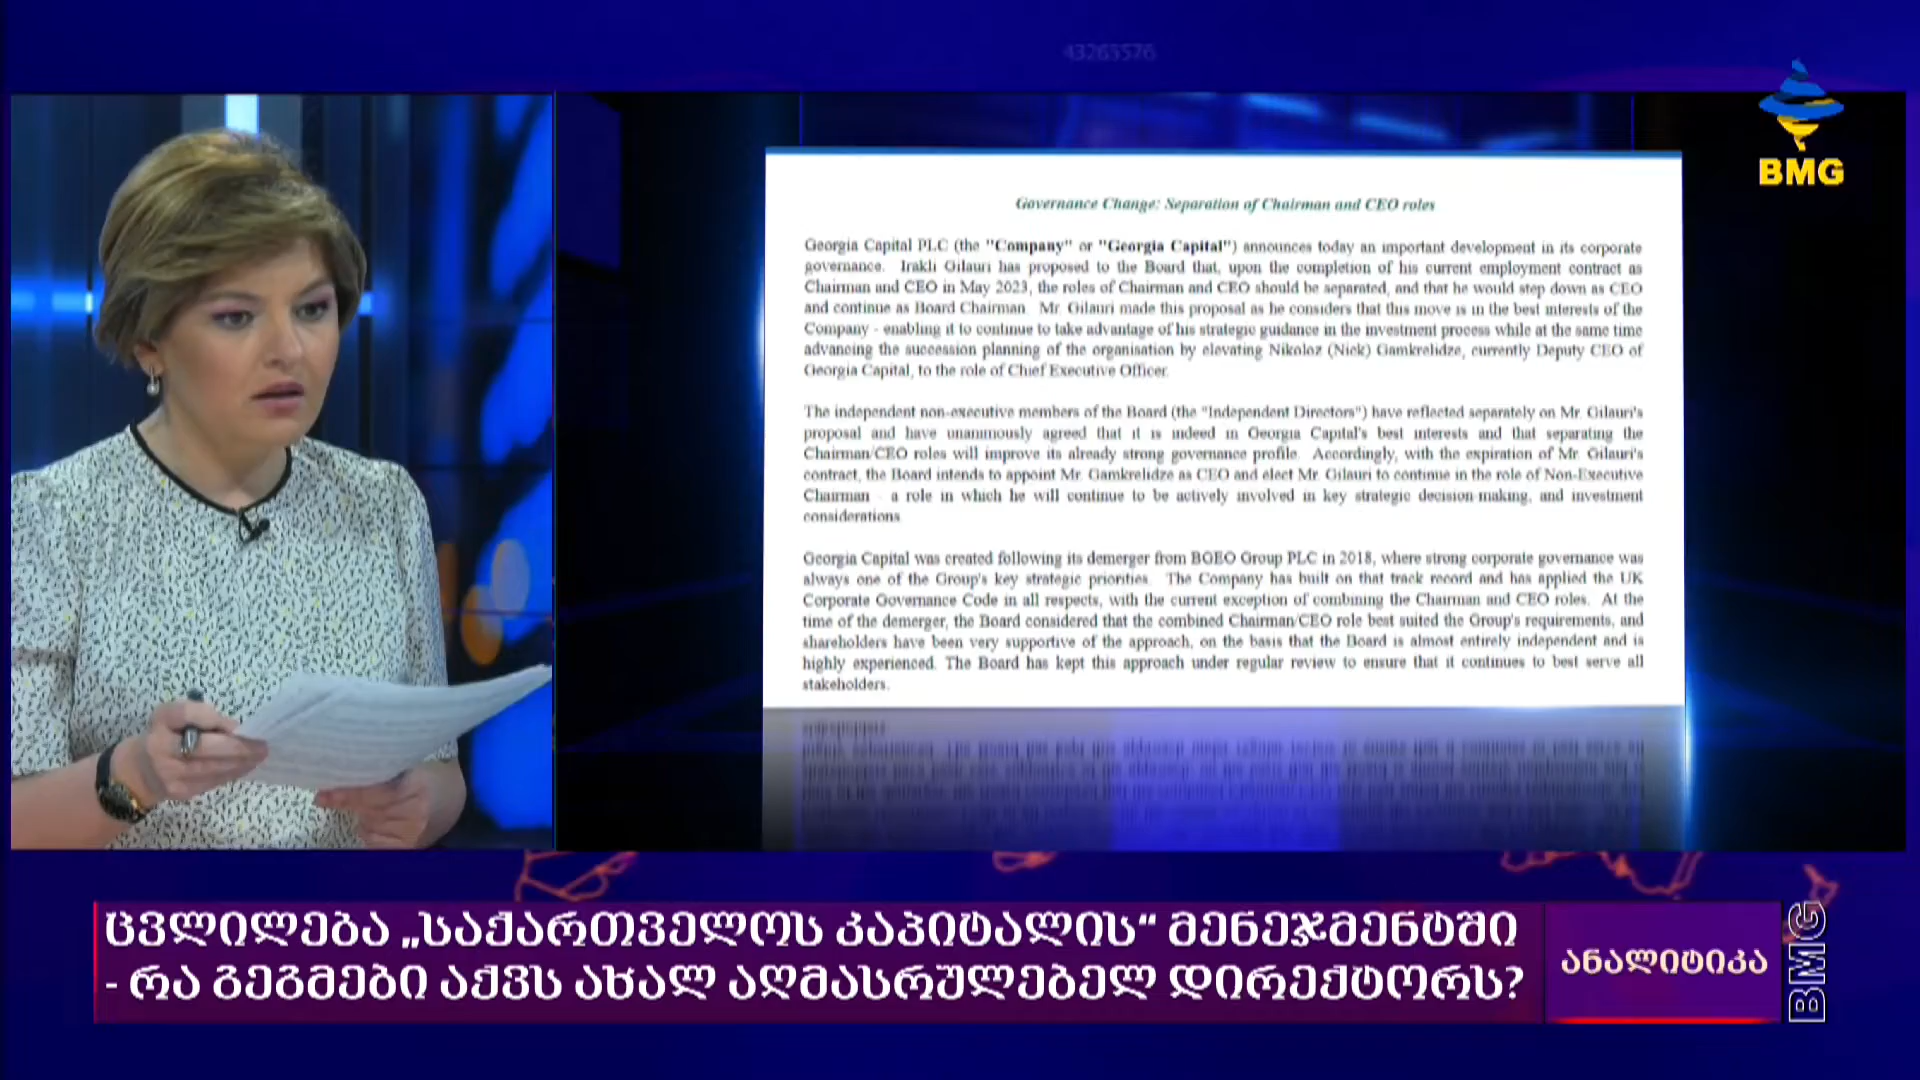 43265576
BMG
Governance Change: Separation of Chairman and CEO roles
Georgia Capital PLC (the "Company" or "Georgia Capital") announces today an important development in its corporate
governance. Irakli Gilauri has proposed to the Board that, upon the completion of his current employment contract as
Chairman and CEO in May 2023, the roles of Chairman and CEO should be separated, and that he would step down as CEO
and continue as Board Chairman. Mr. Gilauri made this proposal as he considers that this move is in the best interests of the
Company - enabling it to continue to take advantage of his strategic guidance in the investment process while at the same time
advancing the succession planning of the organisation by elevating Nikoloz (Nick) Gamkrelidze, currently Deputy CEO of
Georgia Capital, to the role of Chief Executive Officer.
The independent non-executive members of the Board (the "Independent Directors") have reflected separately on Mr. Gilauri's
proposal and have unanimously agreed that it is indeed in Georgia Capital's best interests and that separating the
Chairman/CEO roles will improve its already strong governance profile. Accordingly, with the expiration of Mr. Gilauri's
contract, the Board intends to appoint Mr. Gamkrelidze as CEO and elect Mr. Gilauri to continue in the role of Non-Executive
Chairman - a role in which he will continue to be actively involved in key strategic decision-making, and investment
considerations.
Georgia Capital was created following its demerger from BGEO Group PLC in 2018, where strong corporate governance was
always one of the Group's key strategic priorities. The Company has built on that track record and has applied the UK
Corporate Governance Code in all respects, with the current exception of combining the Chairman and CEO roles. At the
time of the demerger, the Board considered that the combined Chairman/CEO role best suited the Group's requirements, and
shareholders have been very supportive of the approach, on the basis that the Board is almost entirely independent and is
highly experienced. The Board has kept this approach under regular review to ensure that it continues to best serve all
stakeholders.
ცვლილება „საქართველოს კაპიტალის“ მენეჯმენტში
- რა გეგმები აქვს ახალ აღმასრულებელ დირექტორს?
ანალიტიკა
BMG